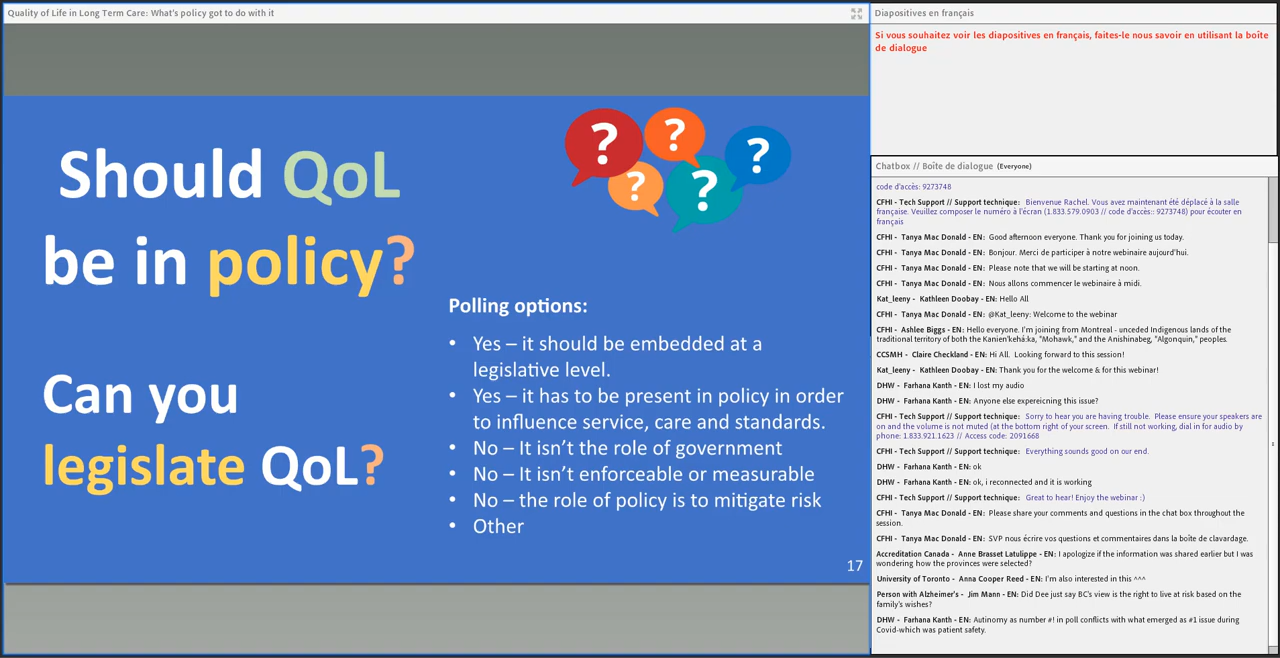 Quality of Life in Long Term Care: What's policy got to do with it
Should QoL
be in policy?
Can you
legislate QoL?
? ? ? ? ?
Polling options:
• Yes – it should be embedded at a
legislative level.
• Yes – it has to be present in policy in order
to influence service, care and standards.
• No – It isn't the role of government
• No – It isn't enforceable or measurable
• No – the role of policy is to mitigate risk
• Other
17
Diapositives en français
Si vous souhaitez voir les diapositives en français, faites-le nous savoir en utilisant la boîte
de dialogue
Chatbox // Boîte de dialogue (Everyone)
code d'accès: 9273748
CFHI - Tech Support // Support technique: Bienvenue Rachel. Vous avez maintenant été déplacé à la salle
française. Veuillez composer le numéro à l'écran (1.833.579.0903 // code d'accès:: 9273748) pour écouter en
français
CFHI - Tanya Mac Donald - EN: Good afternoon everyone. Thank you for joining us today.
CFHI - Tanya Mac Donald - EN: Bonjour. Merci de participer à notre webinaire aujourd'hui.
CFHI - Tanya Mac Donald - EN: Please note that we will be starting at noon.
CFHI - Tanya Mac Donald - EN: Nous allons commencer le webinaire à midi.
Kat_leeny - Kathleen Doobay - EN: Hello All
CFHI - Tanya Mac Donald - EN: @Kat_leeny: Welcome to the webinar
CFHI - Ashlee Biggs - EN: Hello everyone. I'm joining from Montreal - unceded Indigenous lands of the
traditional territory of both the Kanien'kehá:ka, "Mohawk," and the Anishinabeg, "Algonquin," peoples.
CCSMH - Claire Checkland - EN: Hi All. Looking forward to this session!
Kat_leeny - Kathleen Doobay - EN: Thank you for the welcome & for this webinar!
DHW - Farhana Kanth - EN: I lost my audio
DHW - Farhana Kanth - EN: Anyone else expereicning this issue?
CFHI - Tech Support // Support technique: Sorry to hear you are having trouble. Please ensure your speakers are
on and the volume is not muted (at the bottom right of your screen. If still not working, dial in for audio by
phone: 1.833.921.1623 // Access code: 2091668
CFHI - Tech Support // Support technique: Everything sounds good on our end.
DHW - Farhana Kanth - EN: ok
DHW - Farhana Kanth - EN: ok, i reconnected and it is working
CFHI - Tech Support // Support technique: Great to hear! Enjoy the webinar :)
CFHI - Tanya Mac Donald - EN: Please share your comments and questions in the chat box throughout the
session.
CFHI - Tanya Mac Donald - EN: SVP nous écrire vos questions et commentaires dans la boîte de clavardage.
Accreditation Canada - Anne Brasset Latulippe - EN: I apologize if the information was shared earlier but I was
wondering how the provinces were selected?
University of Toronto - Anna Cooper Reed - EN: I'm also interested in this ^^^
Person with Alzheimer's - Jim Mann - EN: Did Dee just say BC's view is the right to live at risk based on the
family's wishes?
DHW - Farhana Kanth - EN: Autinomy as number #! in poll conflicts with what emerged as #1 issue during
Covid-which was patient safety.